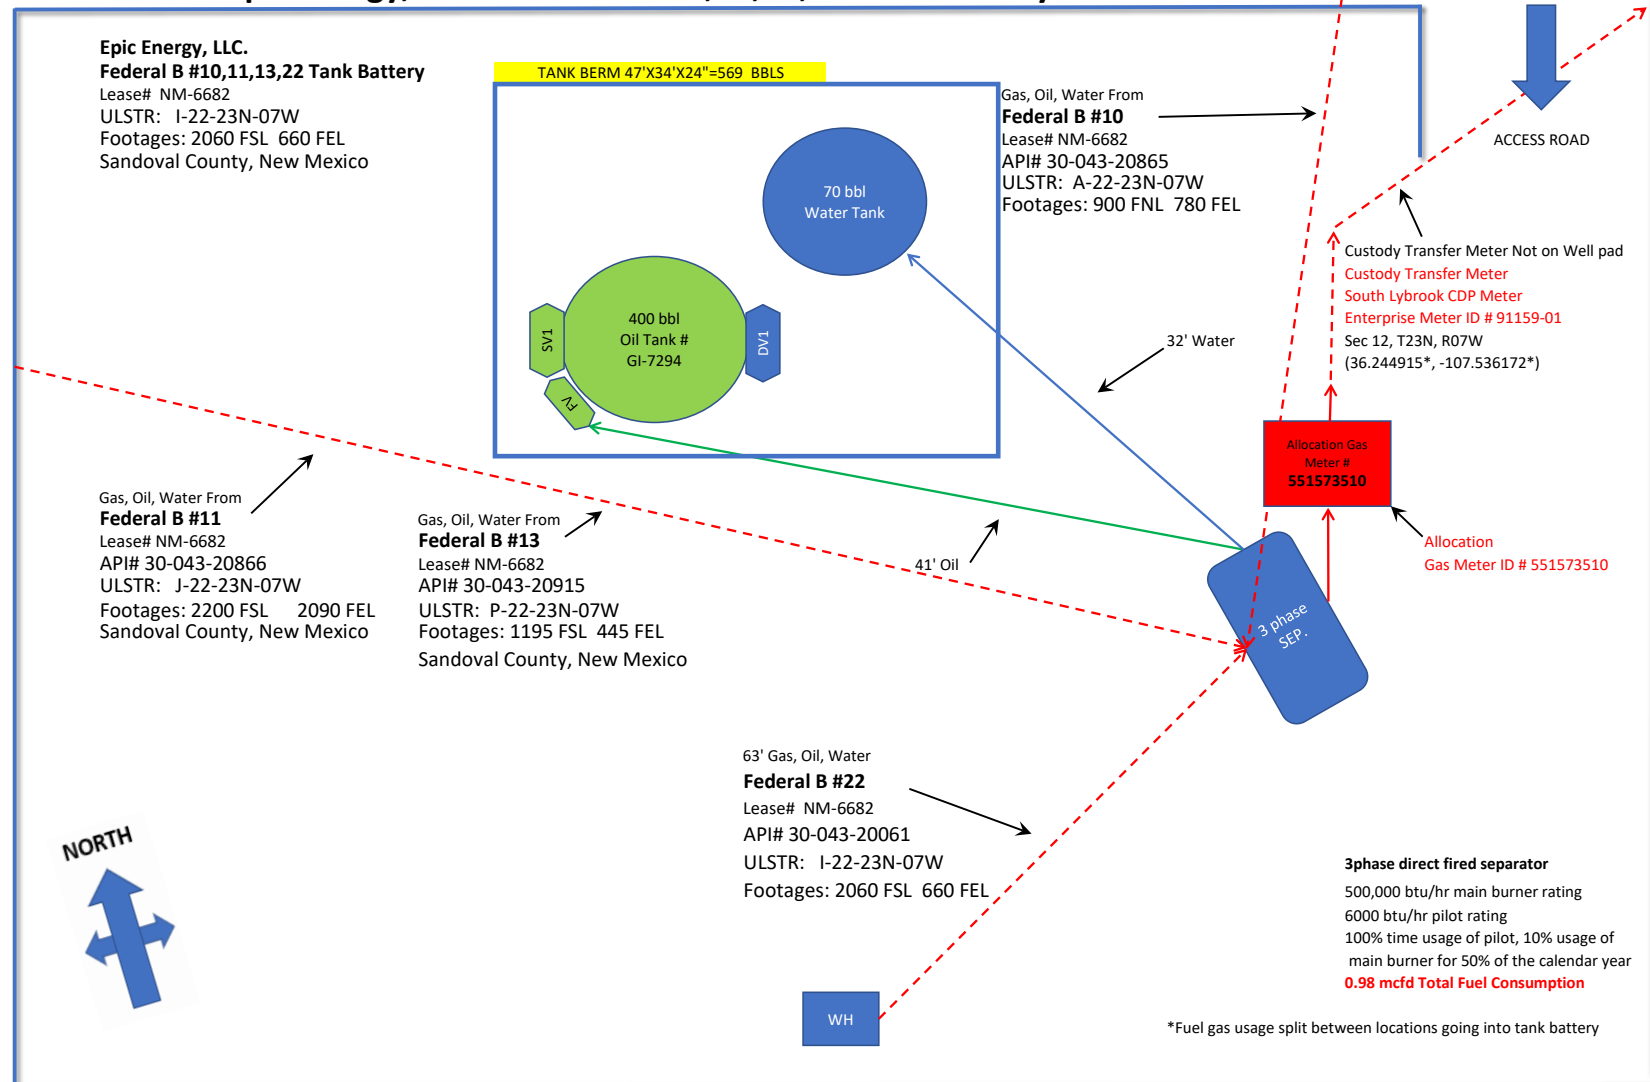 Epic Energy, LLC.
Federal B #10,11,13,22 Tank Battery
Lease# NM-6682
ULSTR: I-22-23N-07W
Footages: 2060 FSL 660 FEL
Sandoval County, New Mexico
TANK BERM 47'X34'X24"=569 BBLS
70 bbl
Water Tank
400 bbl
Oil Tank #
GI-7294
SV1
DV1
FV
Gas, Oil, Water From
Federal B #10
Lease# NM-6682
API# 30-043-20865
ULSTR: A-22-23N-07W
Footages: 900 FNL 780 FEL
ACCESS ROAD
Custody Transfer Meter Not on Well pad
Custody Transfer Meter
South Lybrook CDP Meter
Enterprise Meter ID # 91159-01
Sec 12, T23N, R07W
(36.244915*, -107.536172*)
32' Water
Allocation Gas
Meter #
551573510
Allocation
Gas Meter ID # 551573510
Gas, Oil, Water From
Federal B #11
Lease# NM-6682
API# 30-043-20866
ULSTR: J-22-23N-07W
Footages: 2200 FSL 2090 FEL
Sandoval County, New Mexico
Gas, Oil, Water From
Federal B #13
Lease# NM-6682
API# 30-043-20915
ULSTR: P-22-23N-07W
Footages: 1195 FSL 445 FEL
Sandoval County, New Mexico
41' Oil
3 phase
SEP.
63' Gas, Oil, Water
Federal B #22
Lease# NM-6682
API# 30-043-20061
ULSTR: I-22-23N-07W
Footages: 2060 FSL 660 FEL
NORTH
WH
3phase direct fired separator
500,000 btu/hr main burner rating
6000 btu/hr pilot rating
100% time usage of pilot, 10% usage of
main burner for 50% of the calendar year
0.98 mcfd Total Fuel Consumption
*Fuel gas usage split between locations going into tank battery